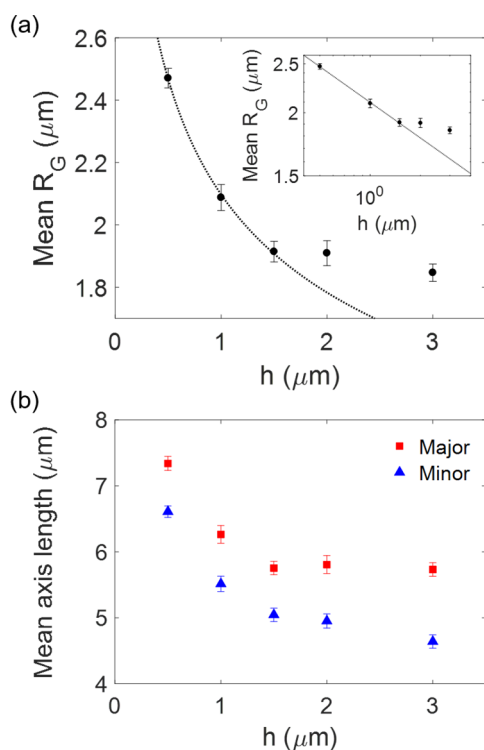 (a)
Mean R_G (μm)
2.6
2.4
2.2
2
1.8
0
1
2
3
h (μm)
Mean R_G (μm)
2.5
2
1.5
10^0
h (μm)
(b)
Mean axis length (μm)
8
7
6
5
4
Major
Minor
0
1
2
3
h (μm)